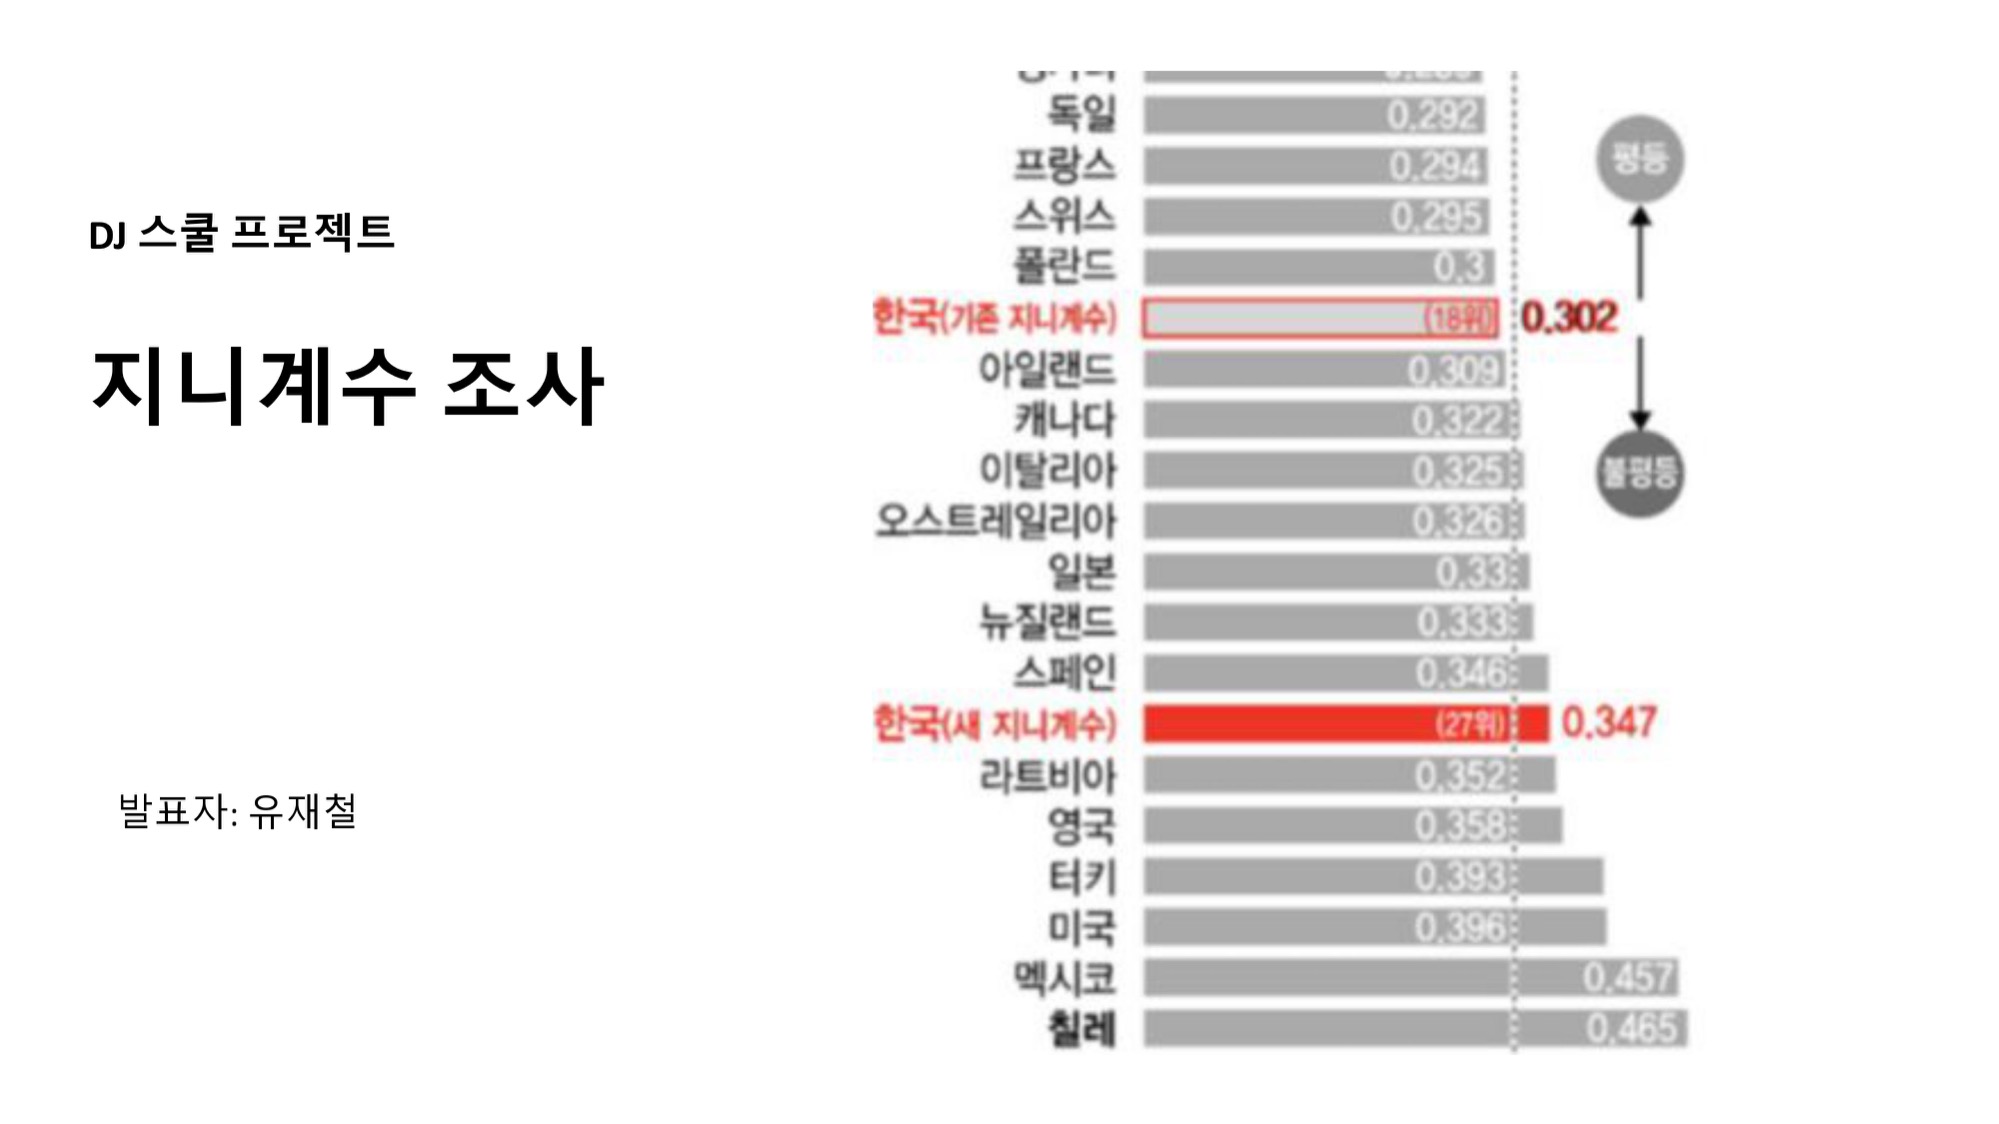 DJ 스쿨 프로젝트
지니계수 조사
발표자: 유재철
독일 0.292
프랑스 0.294
스위스 0.295
폴란드 0.3
한국(기존 지니계수) (18위) 0.302
아일랜드 0.309
캐나다 0.322
이탈리아 0.325
오스트레일리아 0.326
일본 0.33
뉴질랜드 0.333
스페인 0.346
한국(새 지니계수) (27위) 0.347
라트비아 0.352
영국 0.358
터키 0.393
미국 0.396
멕시코 0.457
칠레 0.465
평등
불평등